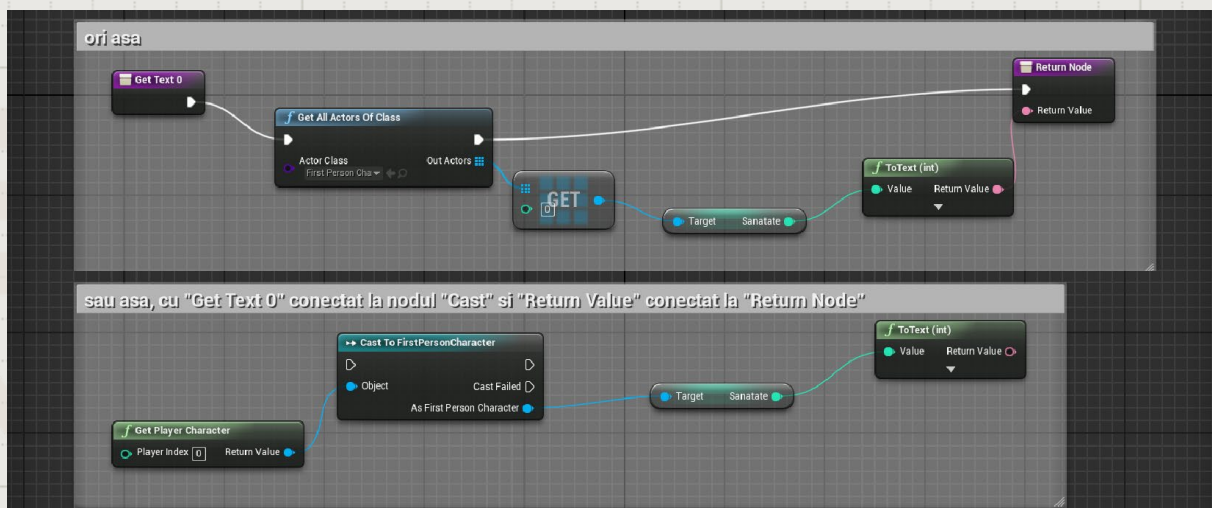 ori asa
Get Text 0
Return Node
Return Value
f Get All Actors Of Class
Actor Class
First Person Cha
Out Actors
0
GET
Target Sanatate
f ToText (int)
Value Return Value
sau asa, cu "Get Text 0" conectat la nodul "Cast" si "Return Value" conectat la "Return Node"
Cast To FirstPersonCharacter
Object
Cast Failed
As First Person Character
f Get Player Character
Player Index 0 Return Value
Target Sanatate
f ToText (int)
Value Return Value